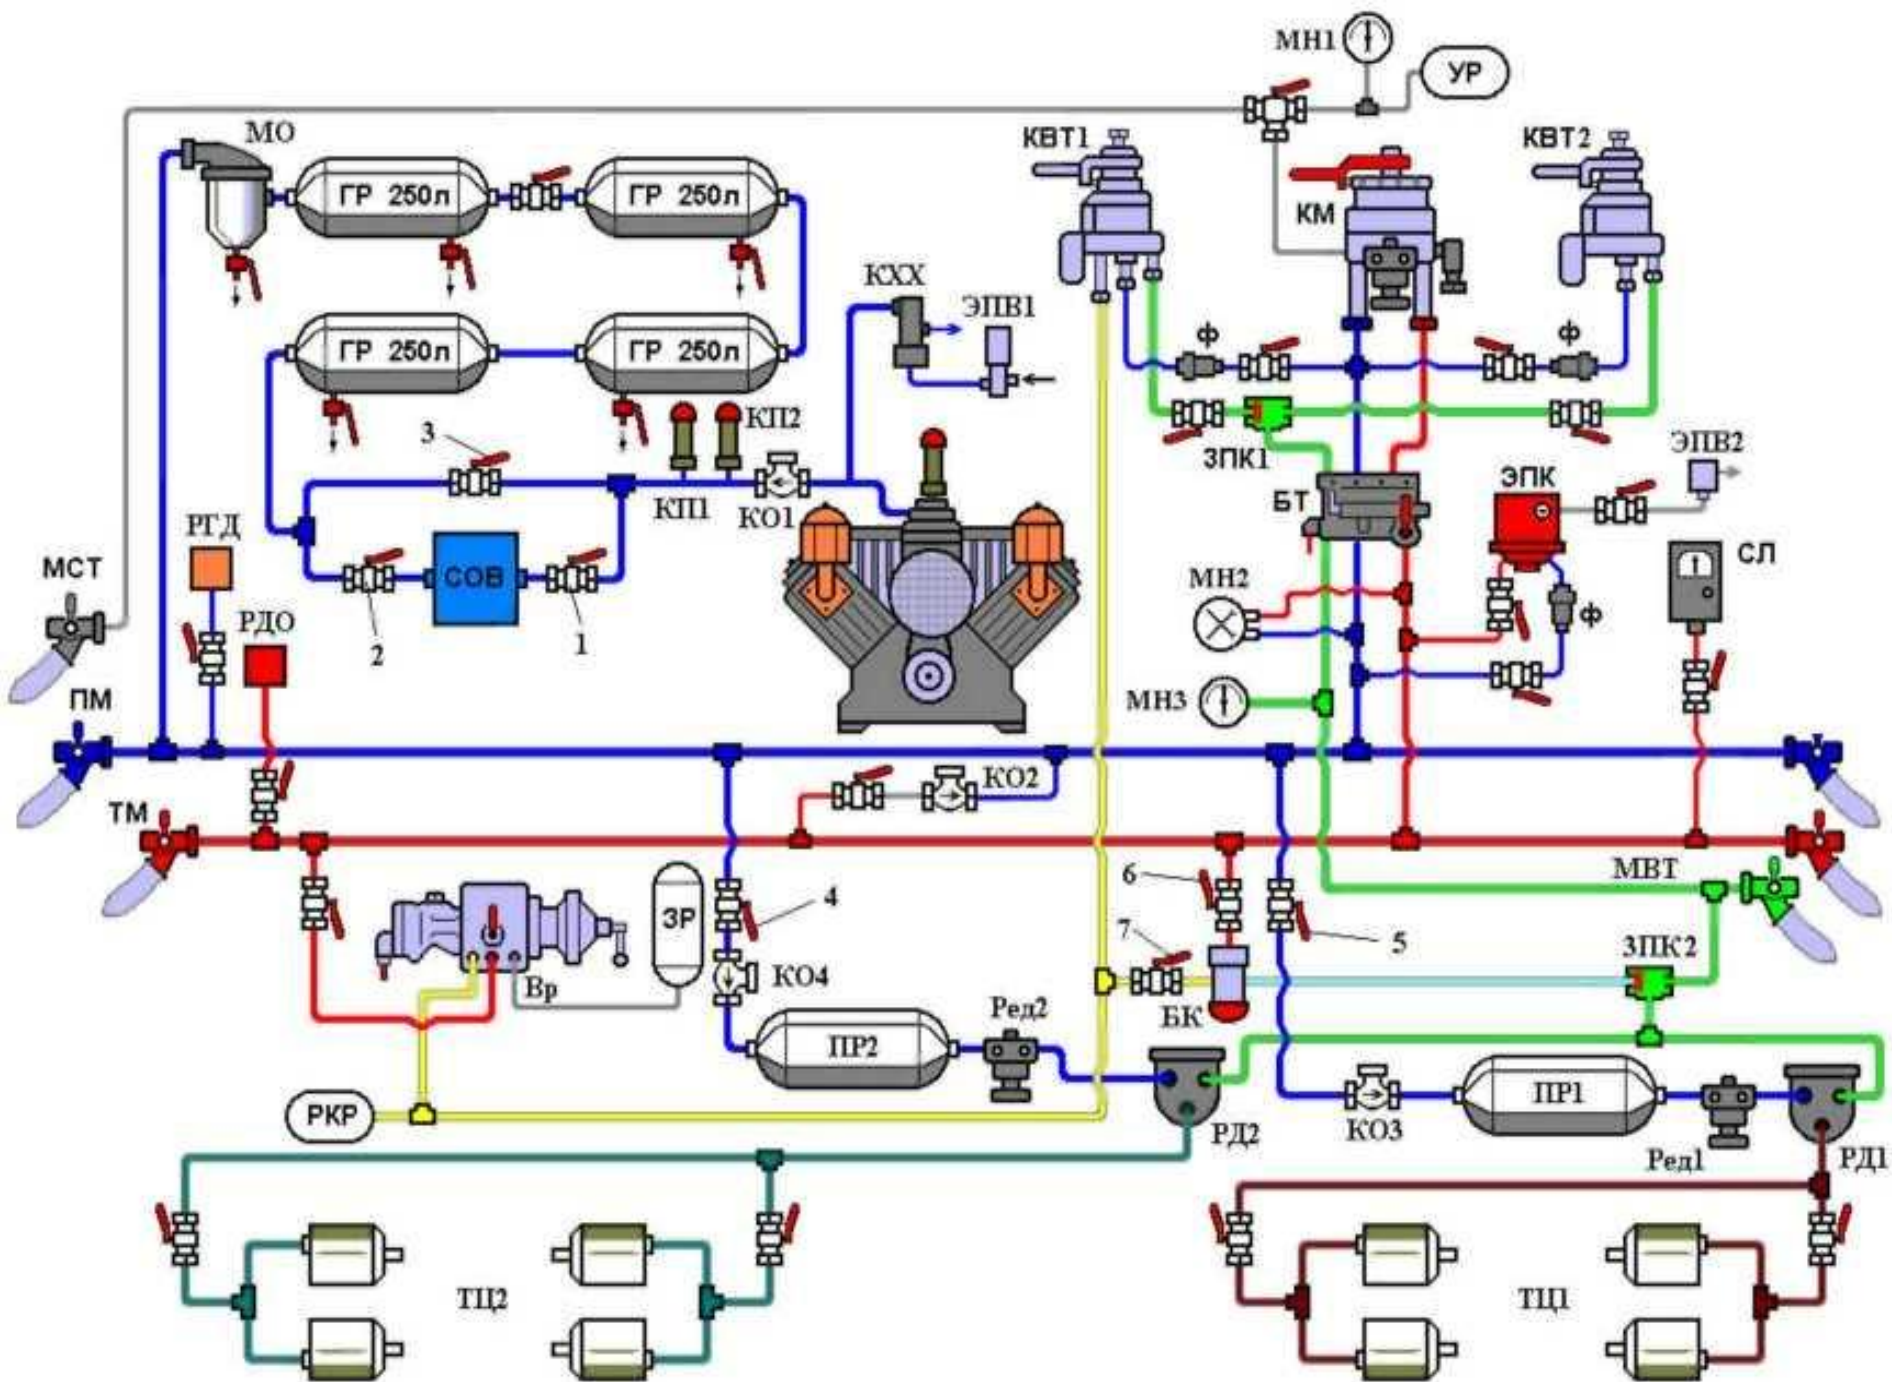 МН1
УР
МО
КВТ1
КВТ2
ГР 250л
ГР 250л
КМ
КХХ
ЭПВ1
ГР 250л
ГР 250л
ф
ф
КП2
3
ЗПК1
ЭПВ2
КП1
КО1
БТ
ЭПК
РГД
МСТ
СОВ
СЛ
МН2
РДО
ф
2
1
ПМ
МН3
КО2
ТМ
МВТ
6
4
ЗР
7
5
ЗПК2
КО4
Вр
Ред2
БК
ПР2
ПР1
РКР
РД2
КО3
Ред1
РД1
ТЦ2
ТЦ1